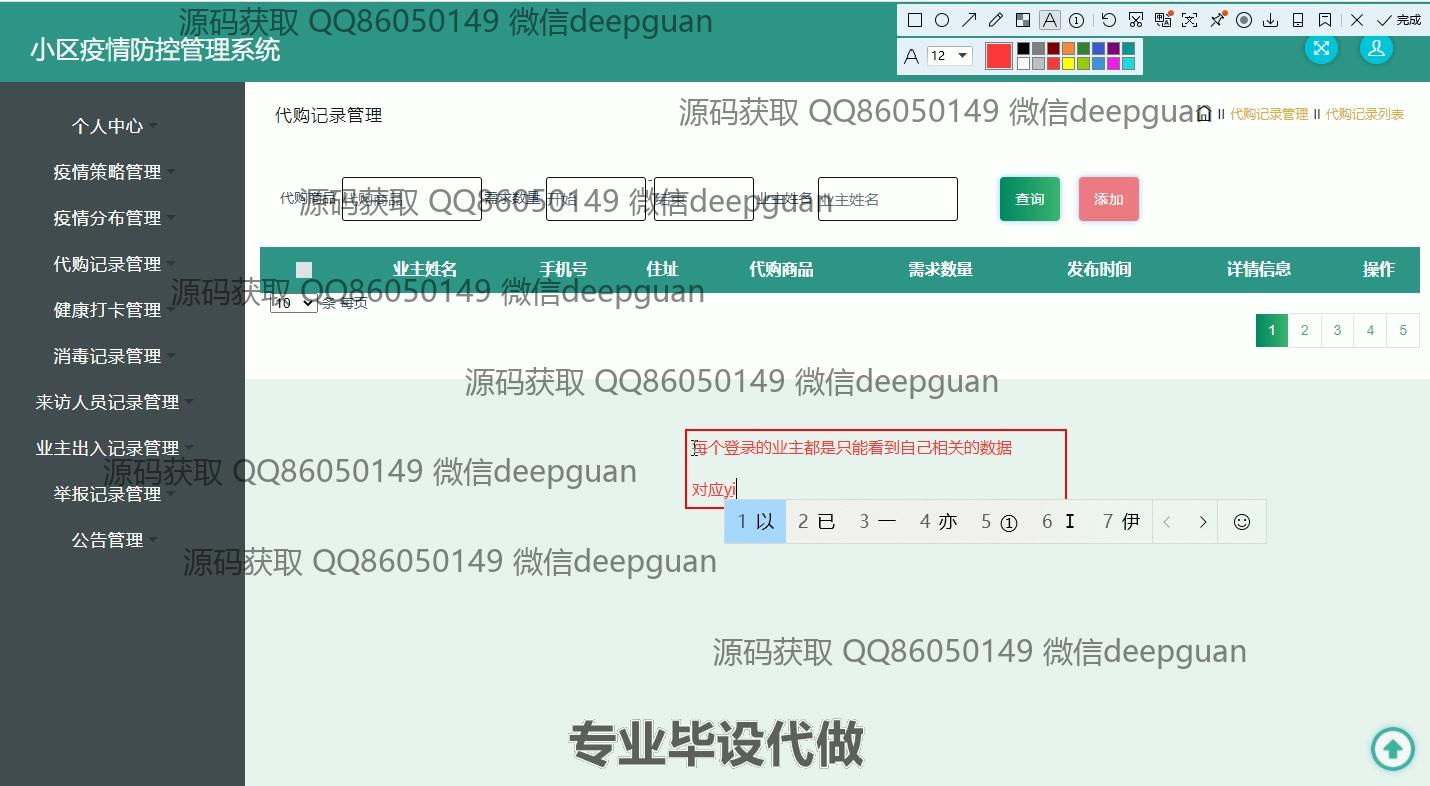 源码获取 QQ86050149 微信deepguan
完成
小区疫情防控管理系统
A 12
个人中心
疫情策略管理
疫情分布管理
代购记录管理
健康打卡管理
消毒记录管理
来访人员记录管理
业主出入记录管理
举报记录管理
公告管理
代购记录管理
源码获取 QQ86050149 微信deepguan
代购记录管理 代购记录列表
代购商品 代购商品 需求数量 开始 - 结束 业主姓名 业主姓名 查询 添加
源码获取 QQ86050149 微信deepguan
业主姓名 手机号 住址 代购商品 需求数量 发布时间 详情信息 操作
源码获取 QQ86050149 微信deepguan
10 条 每页
1 2 3 4 5
源码获取 QQ86050149 微信deepguan
每个登录的业主都是只能看到自己相关的数据
源码获取 QQ86050149 微信deepguan
对应yi
1 以 2 已 3 一 4 亦 5 ① 6 I 7 伊
源码获取 QQ86050149 微信deepguan
源码获取 QQ86050149 微信deepguan
专业毕设代做